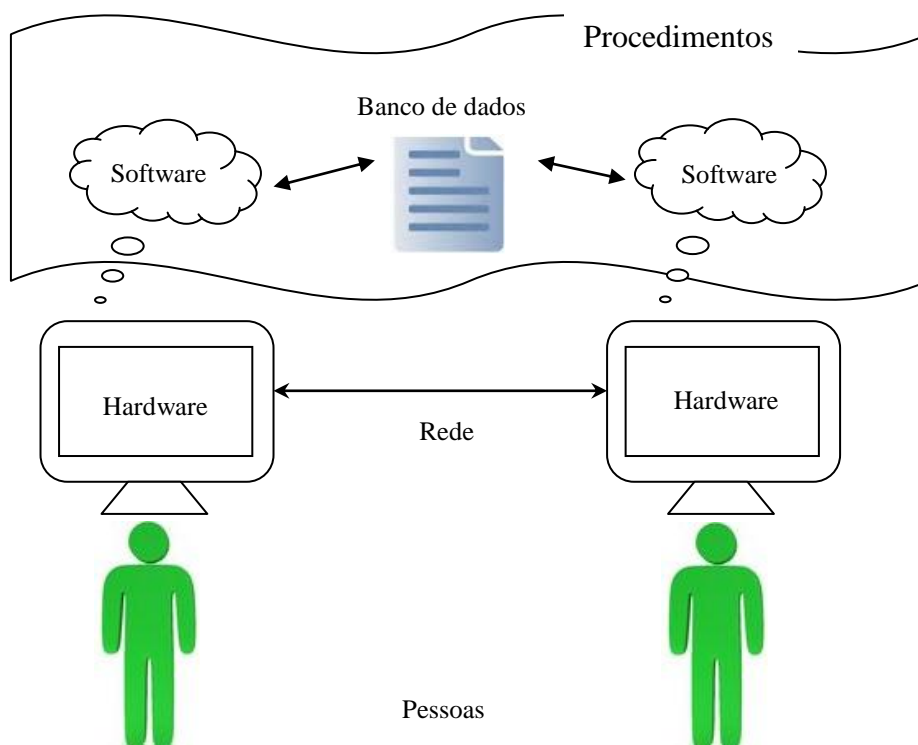 Procedimentos
Banco de dados
Software
Software
Hardware
Hardware
Rede
Pessoas